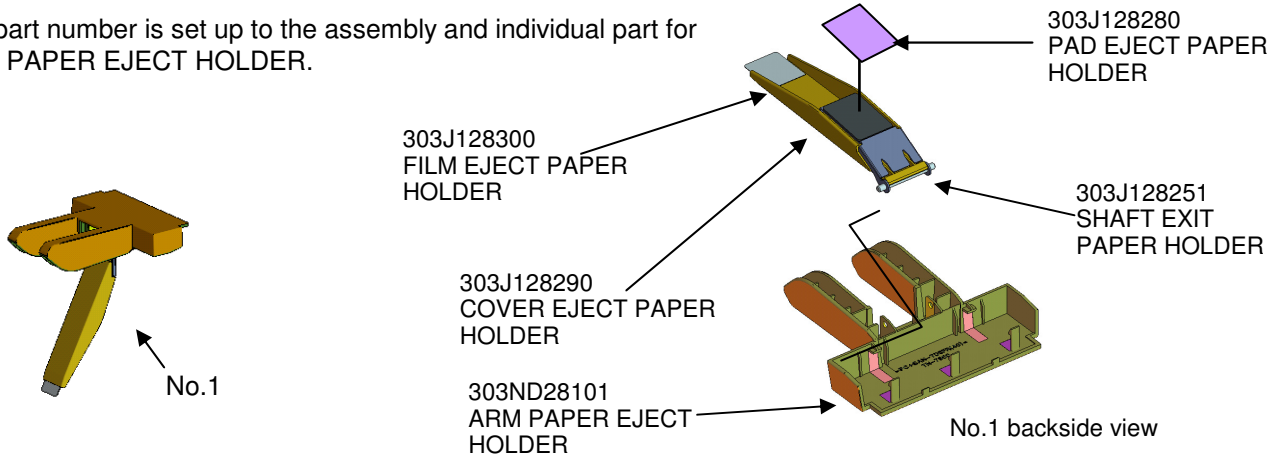 part number is set up to the assembly and individual part for
PAPER EJECT HOLDER.
303J128280
PAD EJECT PAPER
HOLDER
303J128300
FILM EJECT PAPER
HOLDER
303J128251
SHAFT EXIT
PAPER HOLDER
303J128290
COVER EJECT PAPER
HOLDER
No.1
303ND28101
ARM PAPER EJECT
HOLDER
No.1 backside view